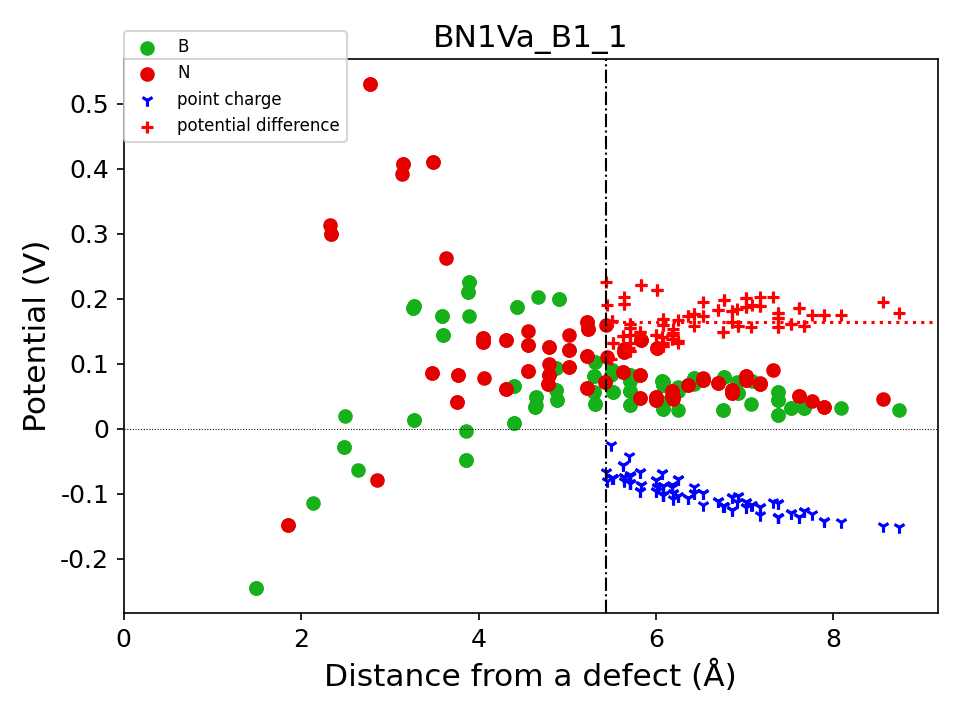 BN1Va_B1_1
B
N
point charge
potential difference
Potential (V)
0.5
0.4
0.3
0.2
0.1
0
-0.1
-0.2
0 2 4 6 8
Distance from a defect (Å)